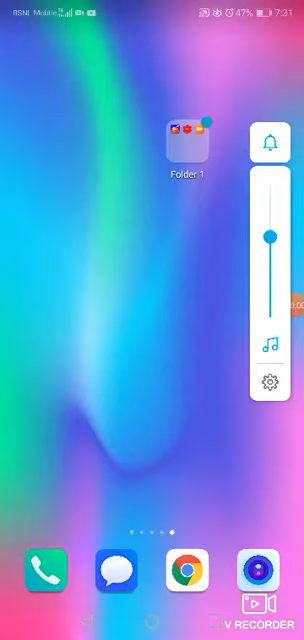 BSNL Mobile
47%
7:31
Folder 1
V RECORDER